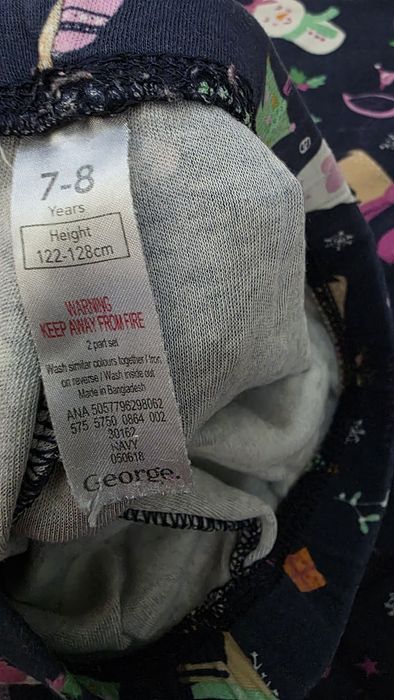 7-8
Years
Height
122-128cm
WARNING
KEEP AWAY FROM FIRE
2 part set
Wash similar colours together / Iron
on reverse / Wash inside out
Made in Bangladesh
ANA 5057796298062
575 5750 0864 002
30162
NAVY
050618
George.